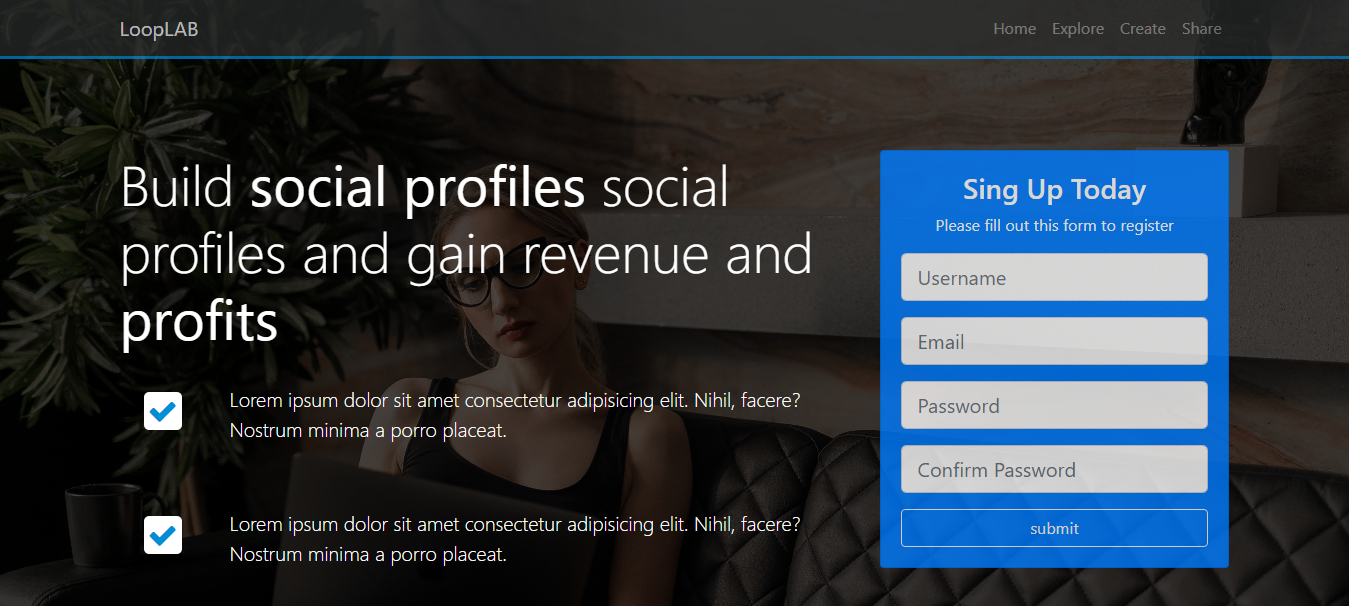 LoopLAB
Home Explore Create Share
Build social profiles social
profiles and gain revenue and
profits
Lorem ipsum dolor sit amet consectetur adipisicing elit. Nihil, facere?
Nostrum minima a porro placeat.
Lorem ipsum dolor sit amet consectetur adipisicing elit. Nihil, facere?
Nostrum minima a porro placeat.
Sing Up Today
Please fill out this form to register
Username
Email
Password
Confirm Password
submit